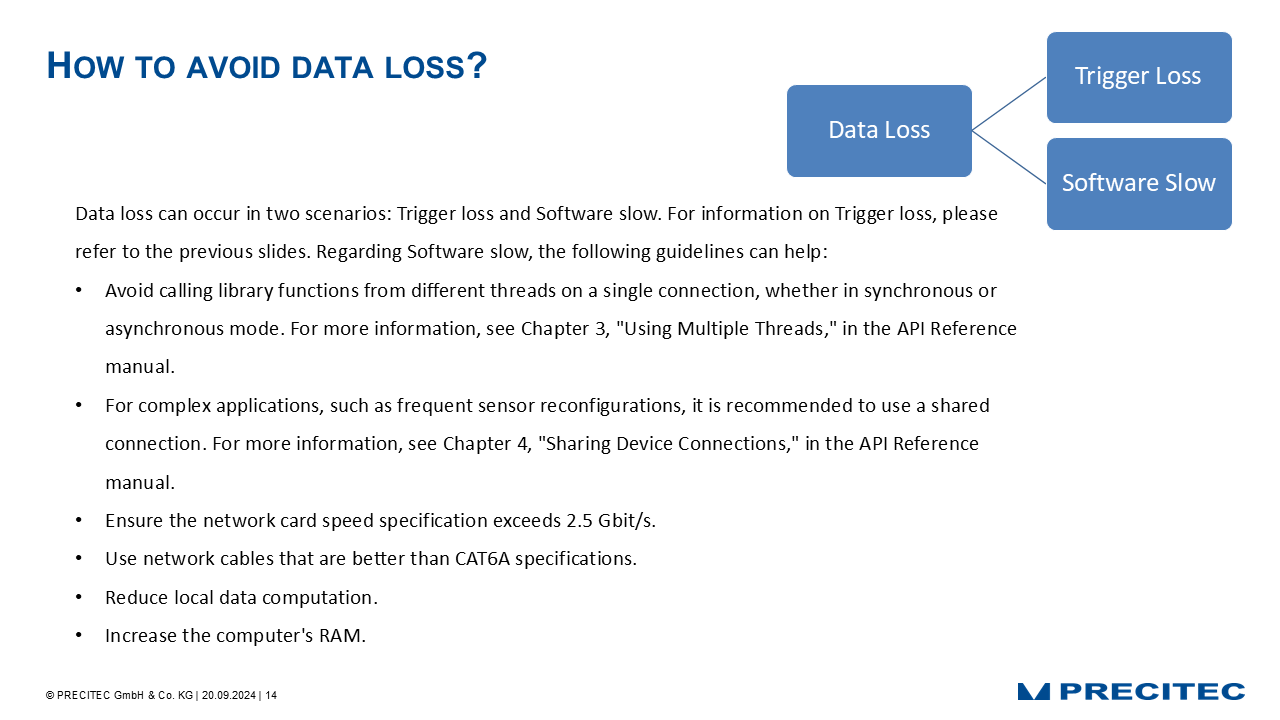 HOW TO AVOID DATA LOSS?
Trigger Loss
Data Loss
Software Slow
Data loss can occur in two scenarios: Trigger loss and Software slow. For information on Trigger loss, please
refer to the previous slides. Regarding Software slow, the following guidelines can help:
• Avoid calling library functions from different threads on a single connection, whether in synchronous or
asynchronous mode. For more information, see Chapter 3, "Using Multiple Threads," in the API Reference
manual.
• For complex applications, such as frequent sensor reconfigurations, it is recommended to use a shared
connection. For more information, see Chapter 4, "Sharing Device Connections," in the API Reference
manual.
• Ensure the network card speed specification exceeds 2.5 Gbit/s.
• Use network cables that are better than CAT6A specifications.
• Reduce local data computation.
• Increase the computer's RAM.
© PRECITEC GmbH & Co. KG | 20.09.2024 | 14
PRECITEC